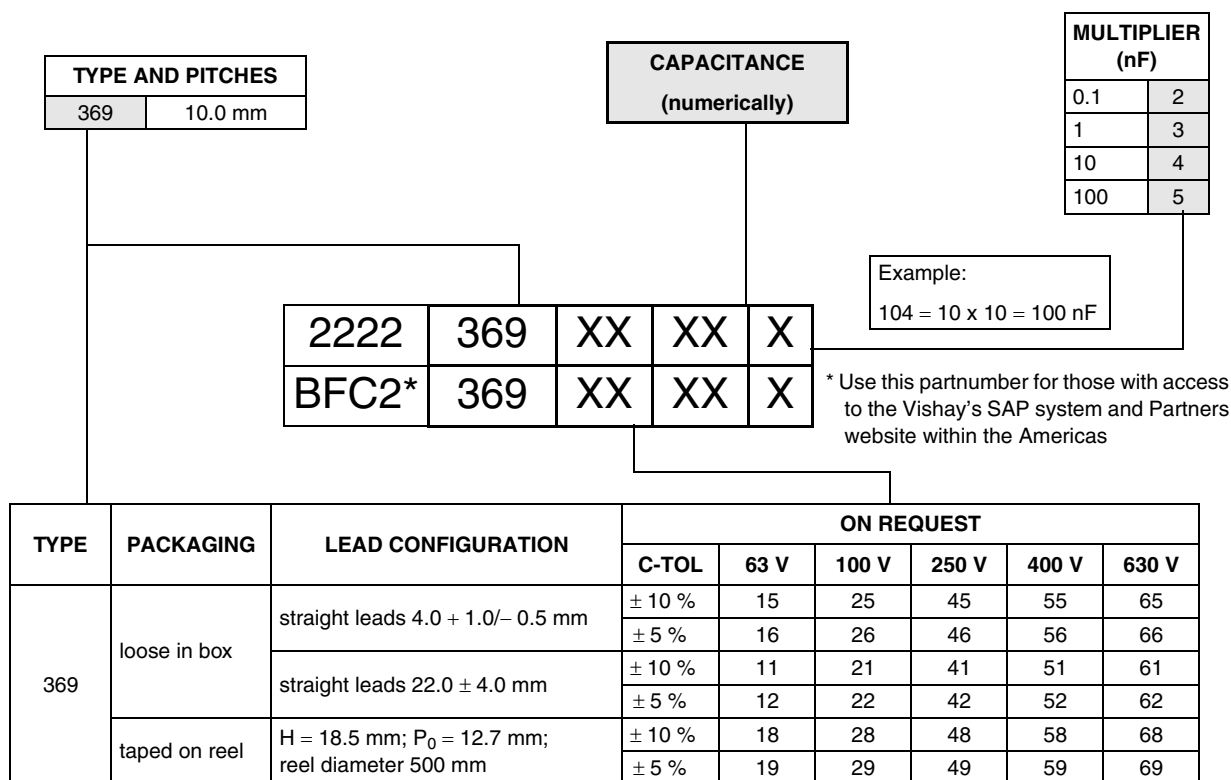 TYPE AND PITCHES
369 10.0 mm
CAPACITANCE
(numerically)
MULTIPLIER
(nF)
0.1 2
1 3
10 4
100 5
Example:
104 = 10 x 10 = 100 nF
2222 369 XX XX X
BFC2* 369 XX XX X
* Use this partnumber for those with access
to the Vishay's SAP system and Partners
website within the Americas
TYPE PACKAGING LEAD CONFIGURATION ON REQUEST
C-TOL 63 V 100 V 250 V 400 V 630 V
369 loose in box straight leads 4.0 + 1.0/− 0.5 mm ± 10 % 15 25 45 55 65
± 5 % 16 26 46 56 66
straight leads 22.0 ± 4.0 mm ± 10 % 11 21 41 51 61
± 5 % 12 22 42 52 62
taped on reel H = 18.5 mm; P0 = 12.7 mm; ± 10 % 18 28 48 58 68
reel diameter 500 mm ± 5 % 19 29 49 59 69